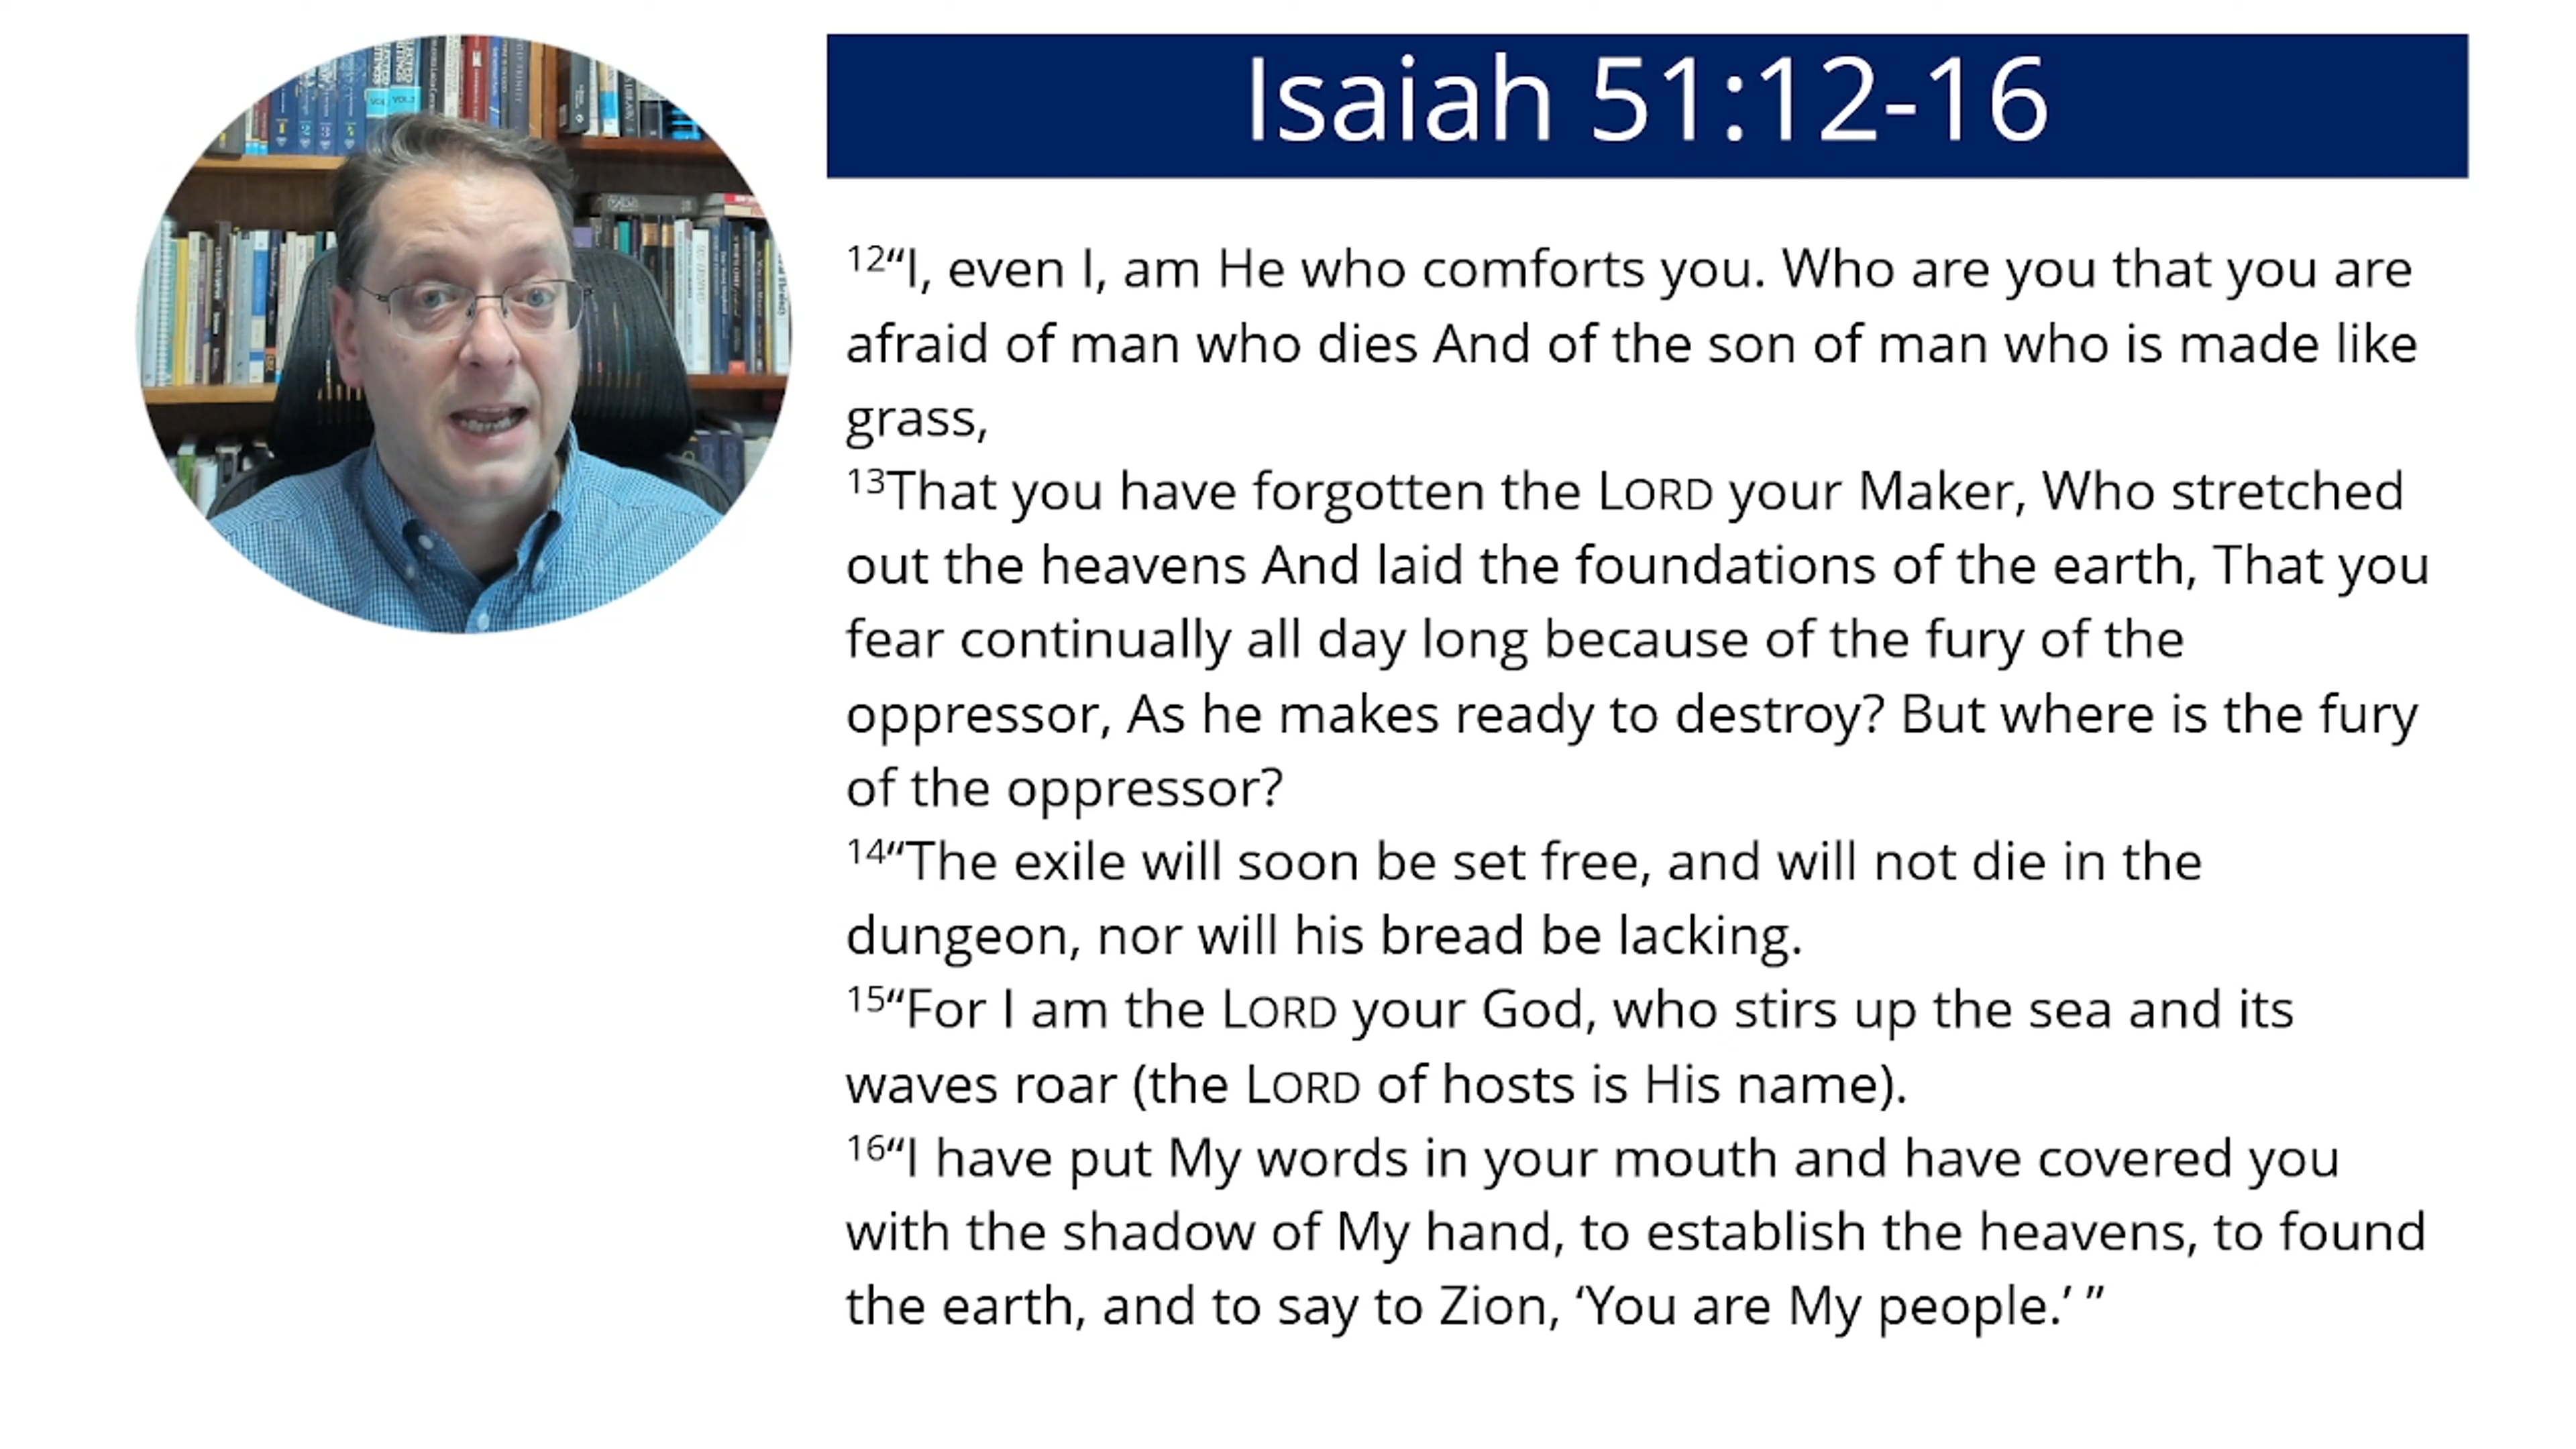 Isaiah 51:12-16
12“I, even I, am He who comforts you. Who are you that you are
afraid of man who dies And of the son of man who is made like
grass,
13That you have forgotten the LORD your Maker, Who stretched
out the heavens And laid the foundations of the earth, That you
fear continually all day long because of the fury of the
oppressor, As he makes ready to destroy? But where is the fury
of the oppressor?
14“The exile will soon be set free, and will not die in the
dungeon, nor will his bread be lacking.
15“For I am the LORD your God, who stirs up the sea and its
waves roar (the LORD of hosts is His name).
16“I have put My words in your mouth and have covered you
with the shadow of My hand, to establish the heavens, to found
the earth, and to say to Zion, ‘You are My people.’ ”